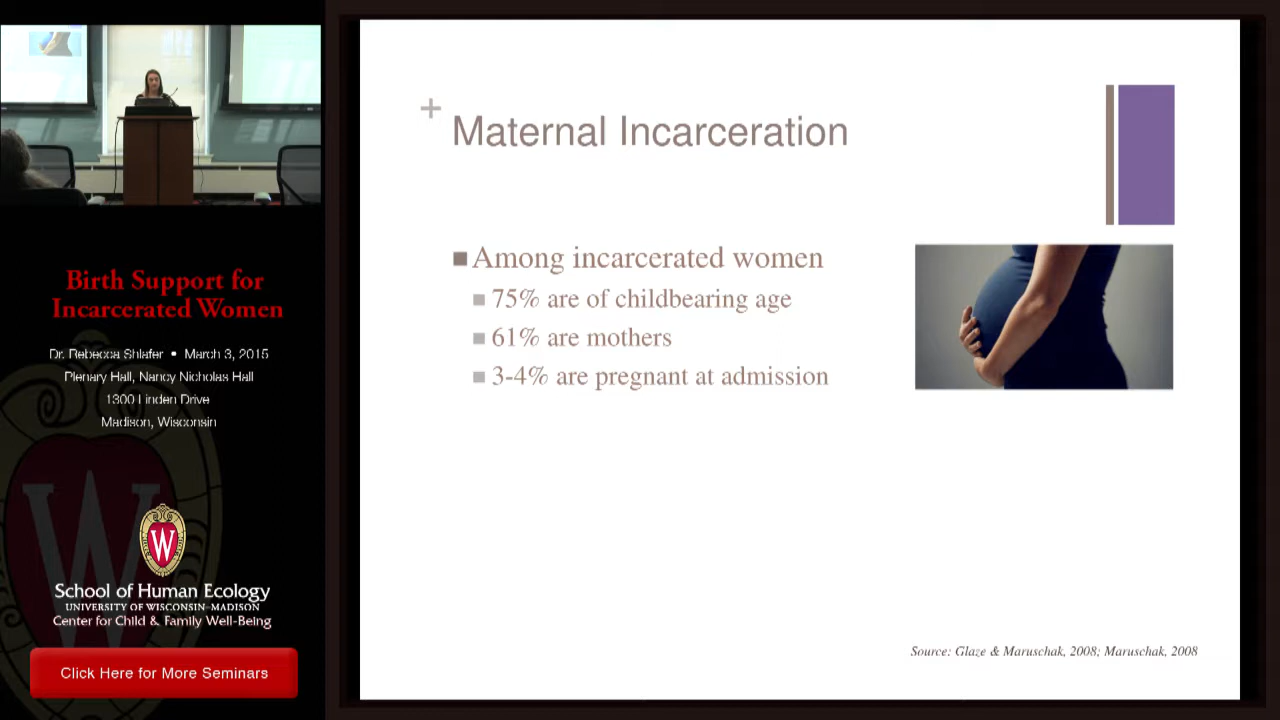 Birth Support for
Incarcerated Women
Dr. Rebecca Shlafer • March 3, 2015
Plenary Hall, Nancy Nicholas Hall
1300 Linden Drive
Madison, Wisconsin
W
School of Human Ecology
UNIVERSITY OF WISCONSIN-MADISON
Center for Child & Family Well-Being
Click Here for More Seminars
+
Maternal Incarceration
Among incarcerated women
75% are of childbearing age
61% are mothers
3-4% are pregnant at admission
Source: Glaze & Maruschak, 2008; Maruschak, 2008